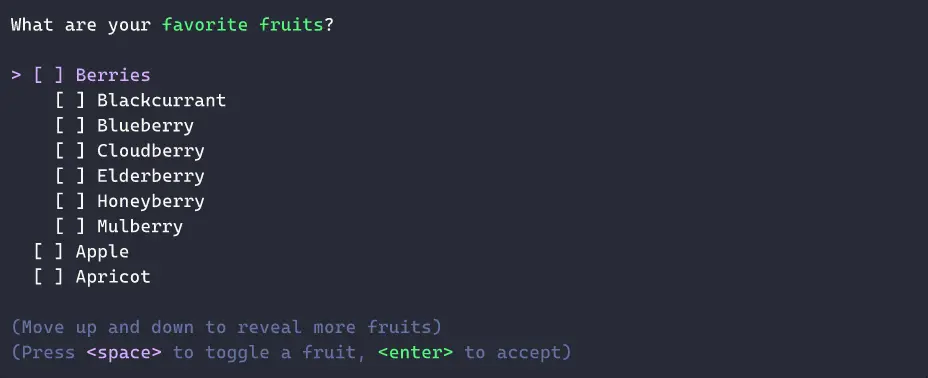 What are your favorite fruits?
> [ ] Berries
[ ] Blackcurrant
[ ] Blueberry
[ ] Cloudberry
[ ] Elderberry
[ ] Honeyberry
[ ] Mulberry
[ ] Apple
[ ] Apricot
(Move up and down to reveal more fruits)
(Press <space> to toggle a fruit, <enter> to accept)